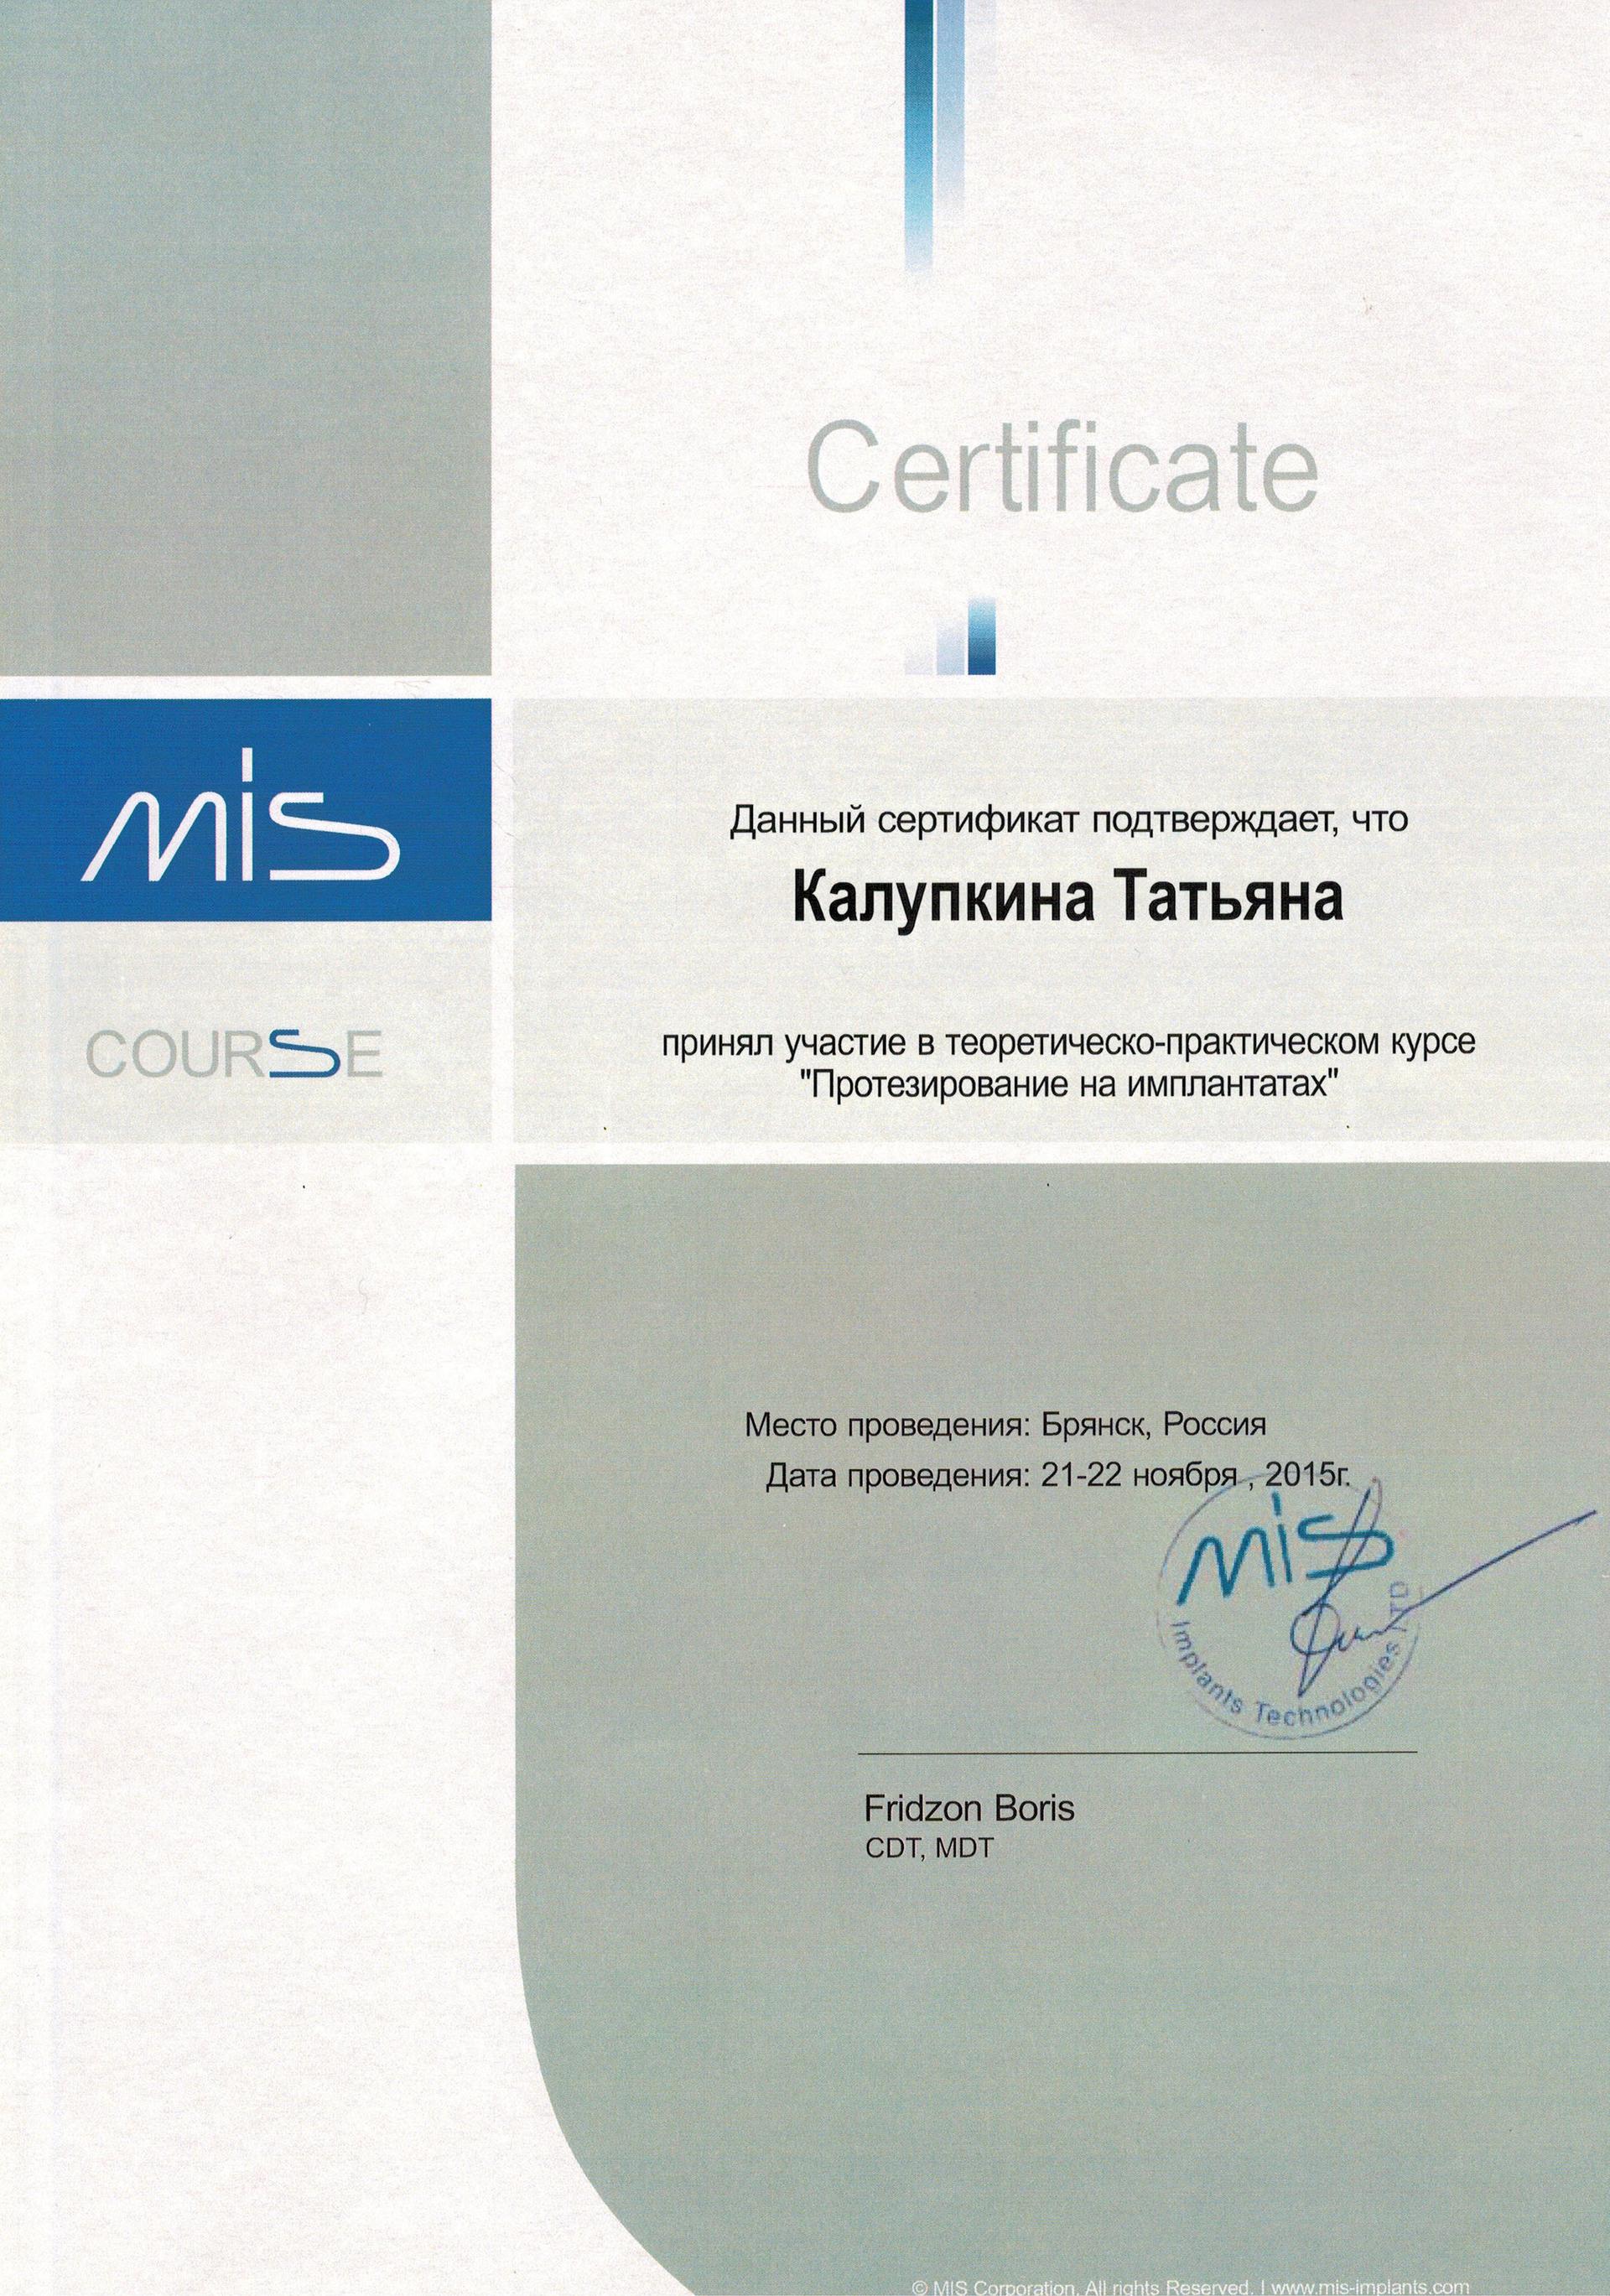 Certificate
mis
Данный сертификат подтверждает, что
Калупкина Татьяна
COURSE
принял участие в теоретическо-практическом курсе
"Протезирование на имплантатах"
Место проведения: Брянск, Россия
Дата проведения: 21-22 ноября , 2015г.
mis
Implants Technologies LTD
Fridzon Boris
CDT, MDT
© MIS Corporation. All rights Reserved. | www.mis-implants.com